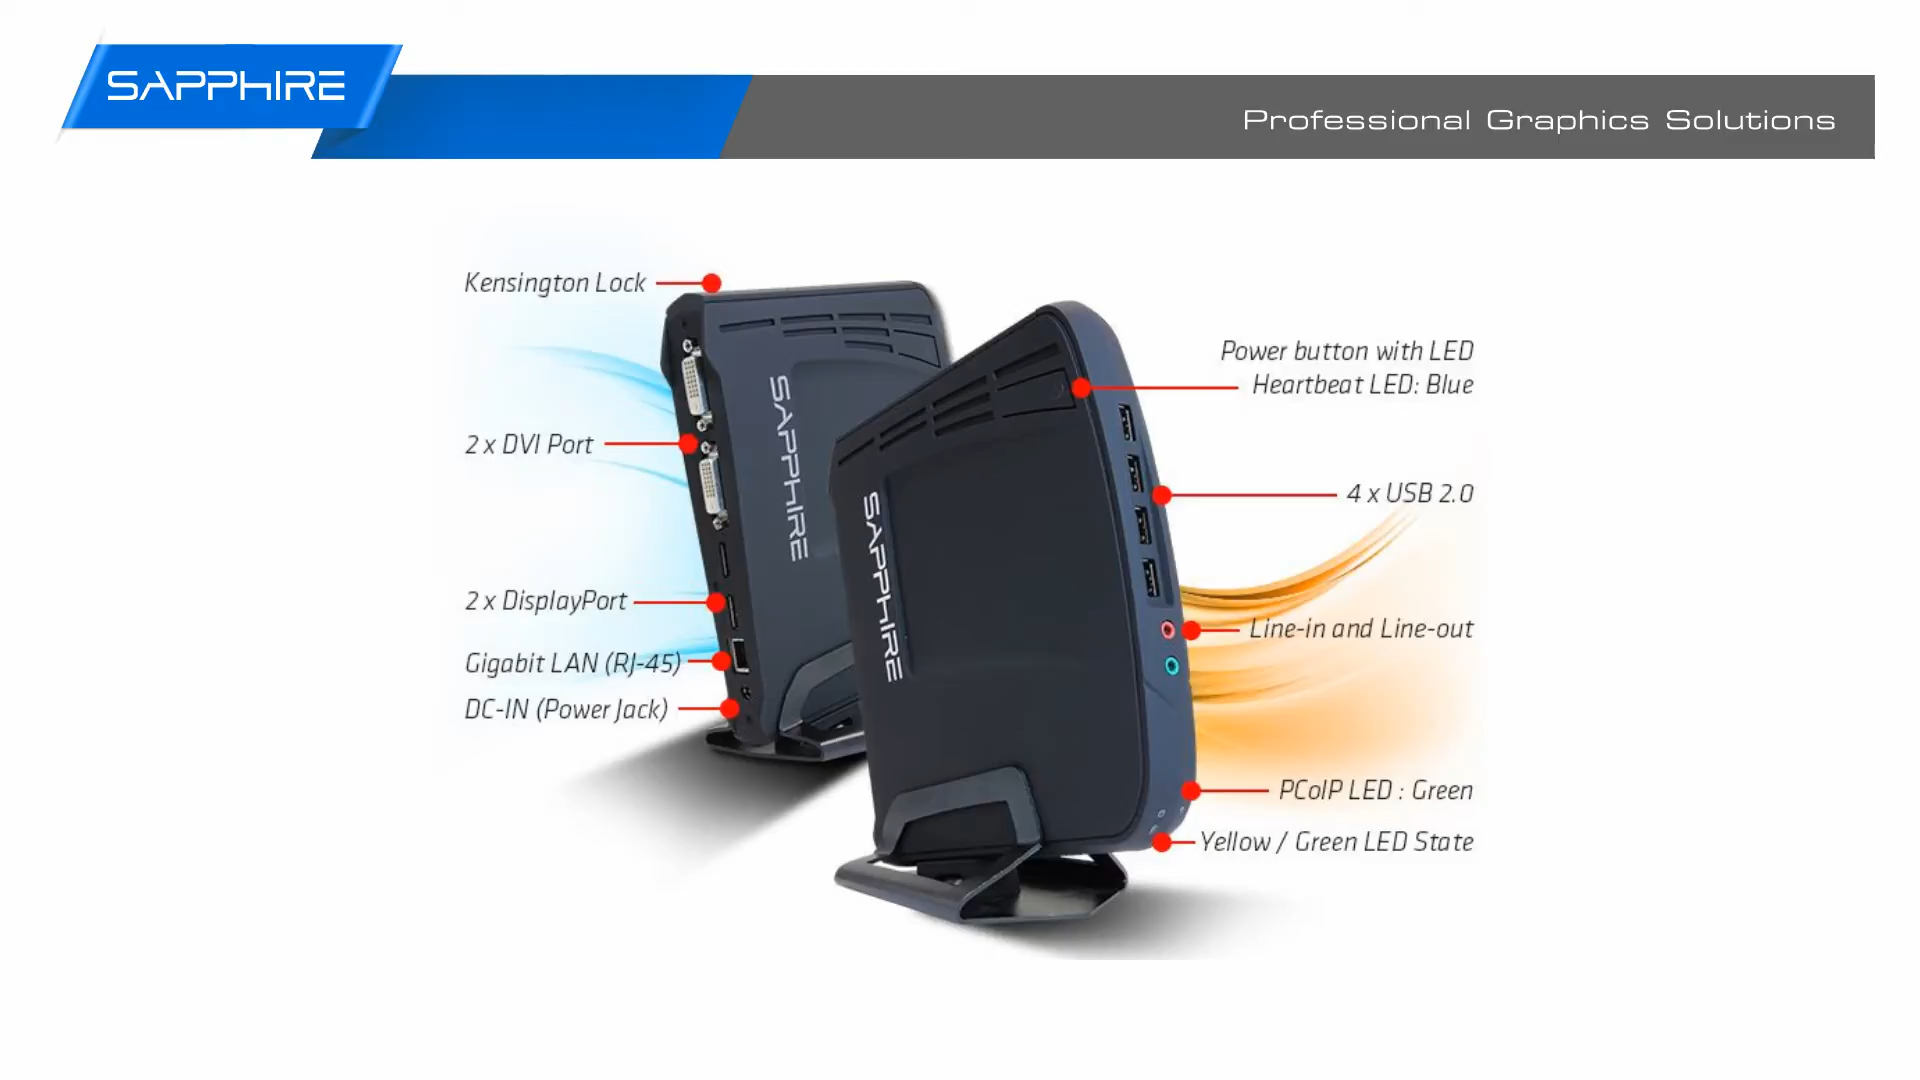 SAPPHIRE
Professional Graphics Solutions
Kensington Lock
2 x DVI Port
2 x DisplayPort
Gigabit LAN (RJ-45)
DC-IN (Power Jack)
SAPPHIRE
SAPPHIRE
Power button with LED
Heartbeat LED: Blue
4 x USB 2.0
Line-in and Line-out
PCoIP LED : Green
Yellow / Green LED State